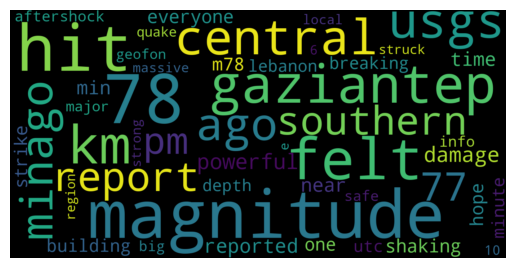 aftershock everyone local central usgs
hit quake 6 struck
geofon m78 lebanon breaking time
massive
min 78 gaziantep
major ago southern
minago km pm felt info damage
strike strong report powerful e
region depth near safe 77 hope minute
magnitude
building big reported one utc shaking 10